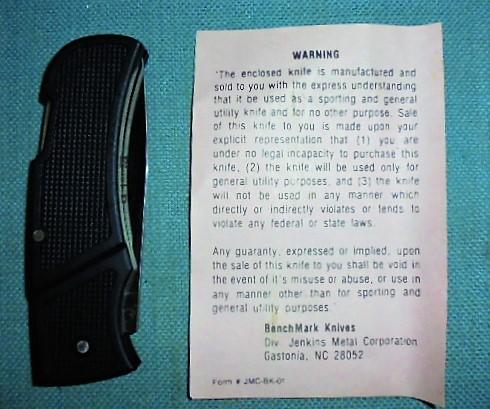 WARNING
"The enclosed knife is manufactured and
sold to you with the express understanding
that it be used as a sporting and general
utility knife and for no other purpose. Sale
of this knife to you is made upon your
explicit representation that (1) you are
under no legal incapacity to purchase this
knife, (2) the knife will be used only for
general utility purposes, and (3) the knife
will not be used in any manner which
directly or indirectly violates or tends to
violate any federal or state laws.
Any guaranty, expressed or implied, upon
the sale of this knife to you shall be void in
the event of it's misuse or abuse, or use in
any manner other than for sporting and
general utility purposes."
BenchMark Knives
Div. Jenkins Metal Corporation
Gastonia, NC 28052
Form # JMC-BK-01